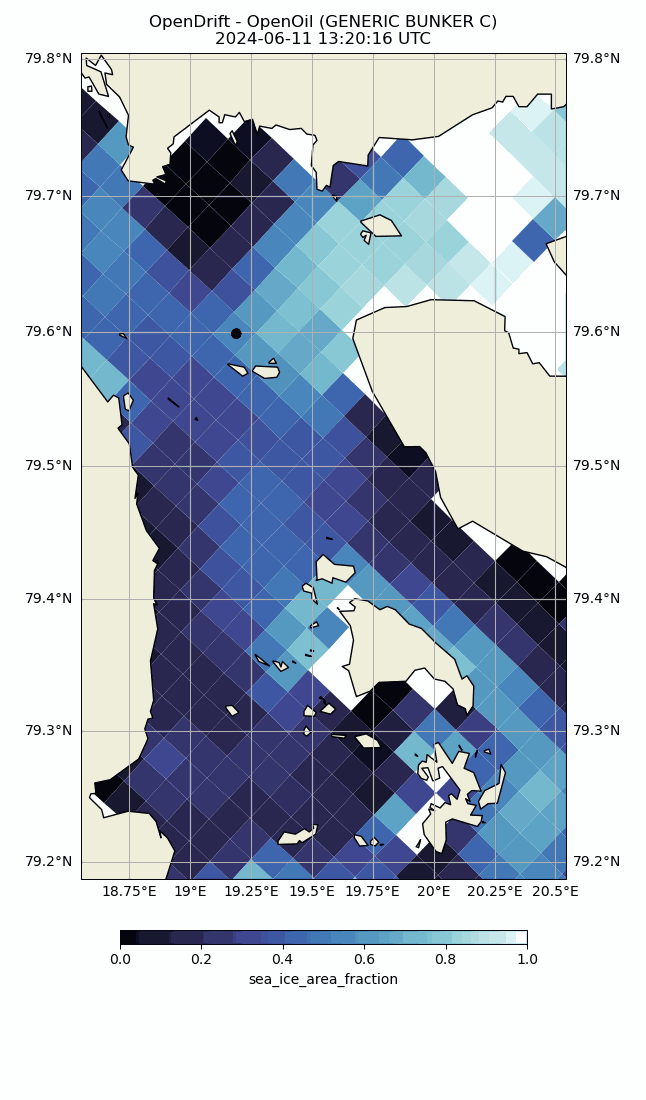 OpenDrift - OpenOil (GENERIC BUNKER C)
2024-06-11 13:20:16 UTC
79.8°N 79.8°N
79.7°N 79.7°N
79.6°N 79.6°N
79.5°N 79.5°N
79.4°N 79.4°N
79.3°N 79.3°N
79.2°N 79.2°N
18.75°E 19°E 19.25°E 19.5°E 19.75°E 20°E 20.25°E 20.5°E
0.0 0.2 0.4 0.6 0.8 1.0
sea_ice_area_fraction